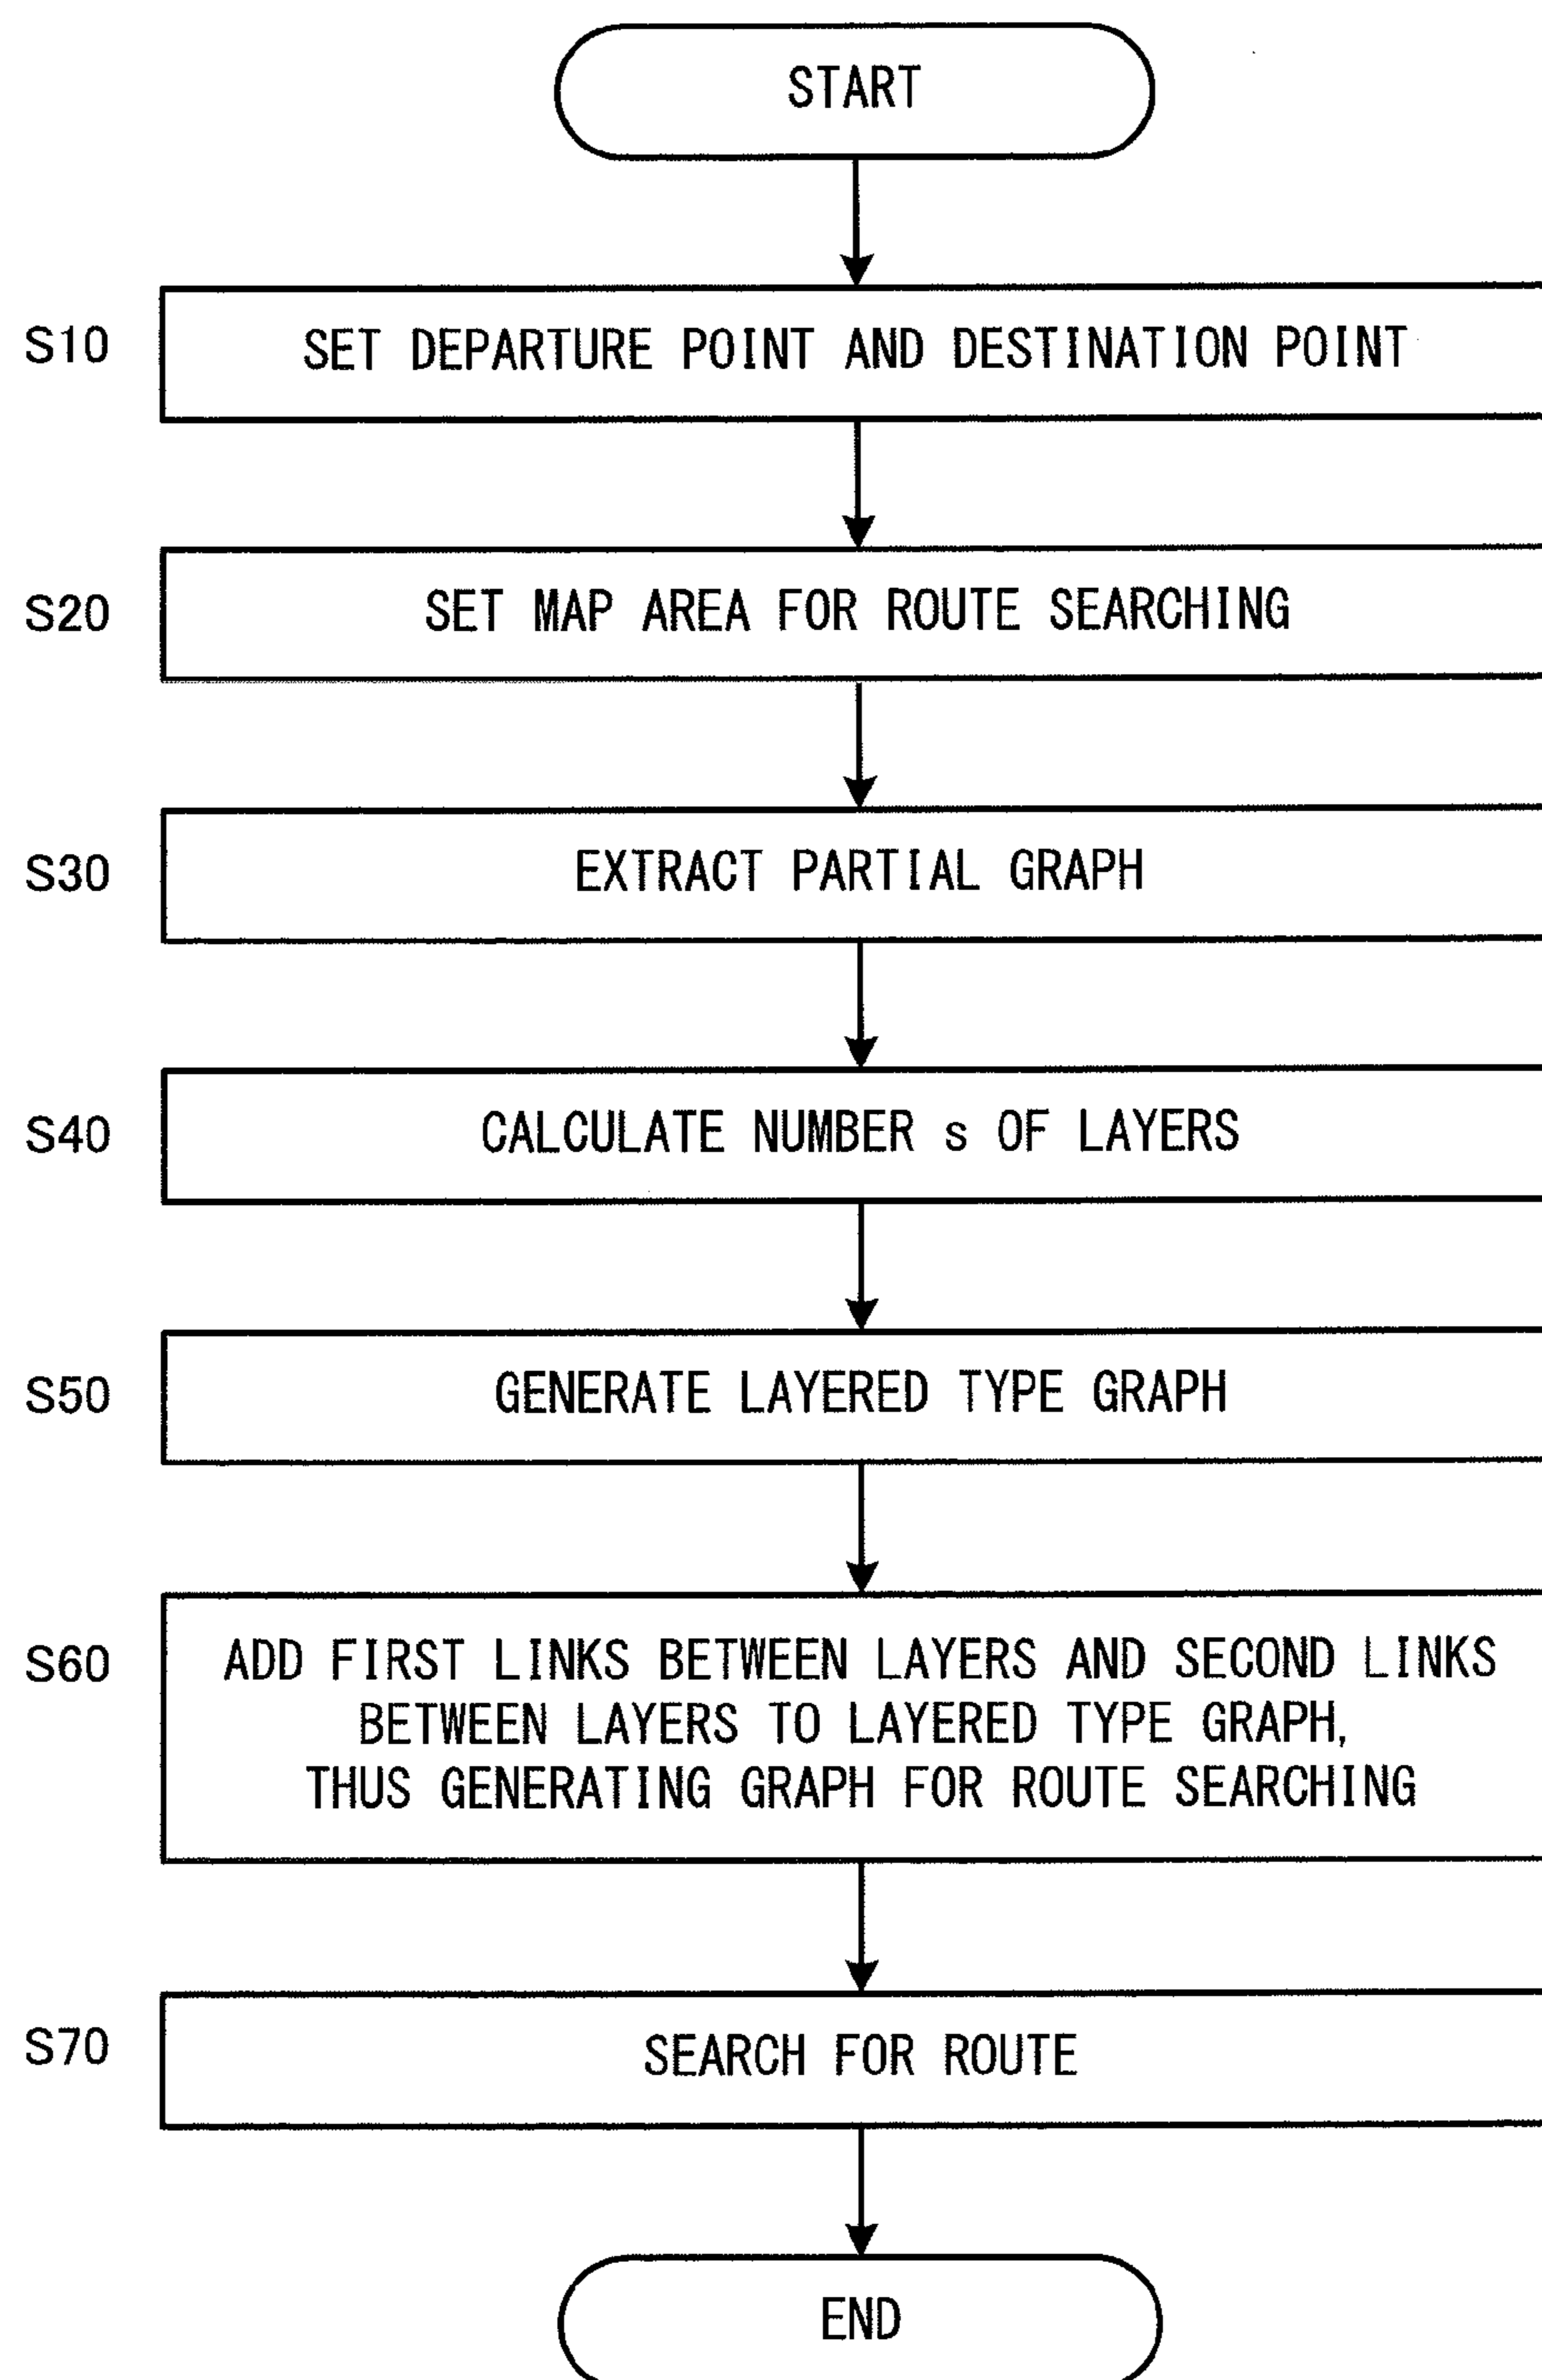 START
S10
SET DEPARTURE POINT AND DESTINATION POINT
S20
SET MAP AREA FOR ROUTE SEARCHING
S30
EXTRACT PARTIAL GRAPH
S40
CALCULATE NUMBER s OF LAYERS
S50
GENERATE LAYERED TYPE GRAPH
S60
ADD FIRST LINKS BETWEEN LAYERS AND SECOND LINKS
BETWEEN LAYERS TO LAYERED TYPE GRAPH,
THUS GENERATING GRAPH FOR ROUTE SEARCHING
S70
SEARCH FOR ROUTE
END